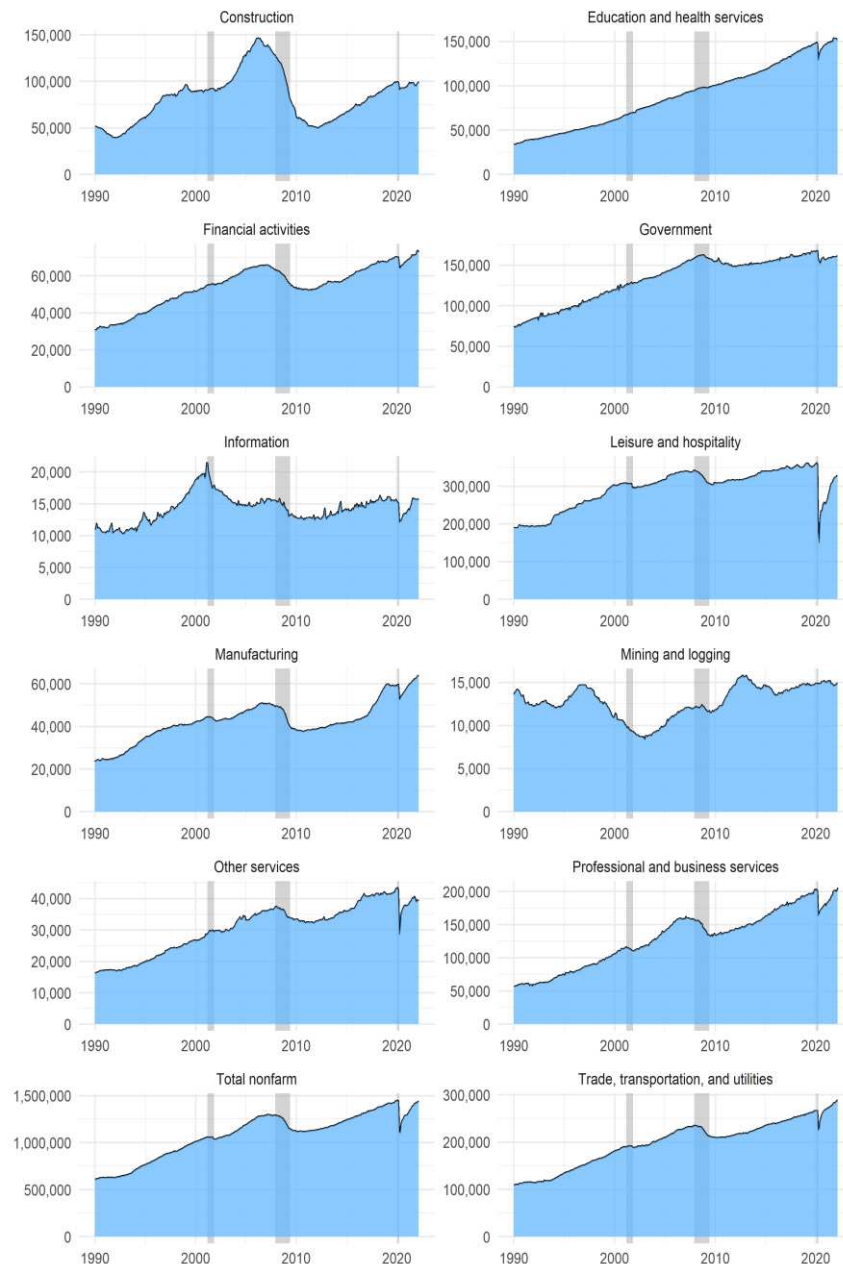 Construction
150,000
100,000
50,000
0
1990 2000 2010 2020
Education and health services
150,000
100,000
50,000
0
1990 2000 2010 2020
Financial activities
60,000
40,000
20,000
0
1990 2000 2010 2020
Government
150,000
100,000
50,000
0
1990 2000 2010 2020
Information
20,000
15,000
10,000
5,000
0
1990 2000 2010 2020
Leisure and hospitality
300,000
200,000
100,000
0
1990 2000 2010 2020
Manufacturing
60,000
40,000
20,000
0
1990 2000 2010 2020
Mining and logging
15,000
10,000
5,000
0
1990 2000 2010 2020
Other services
40,000
30,000
20,000
10,000
0
1990 2000 2010 2020
Professional and business services
200,000
150,000
100,000
50,000
0
1990 2000 2010 2020
Total nonfarm
1,500,000
1,000,000
500,000
0
1990 2000 2010 2020
Trade, transportation, and utilities
300,000
200,000
100,000
0
1990 2000 2010 2020